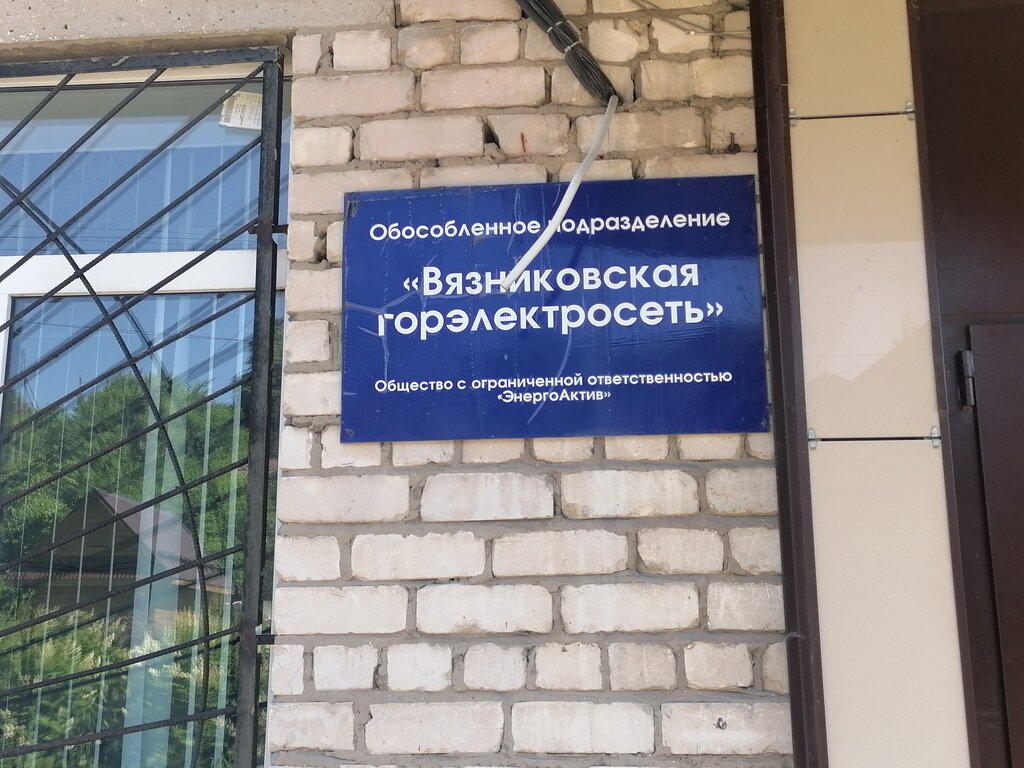 Обособленное подразделение
«Вязниковская
горэлектросеть»
Общество с ограниченной ответственностью
«ЭнергоАктив»